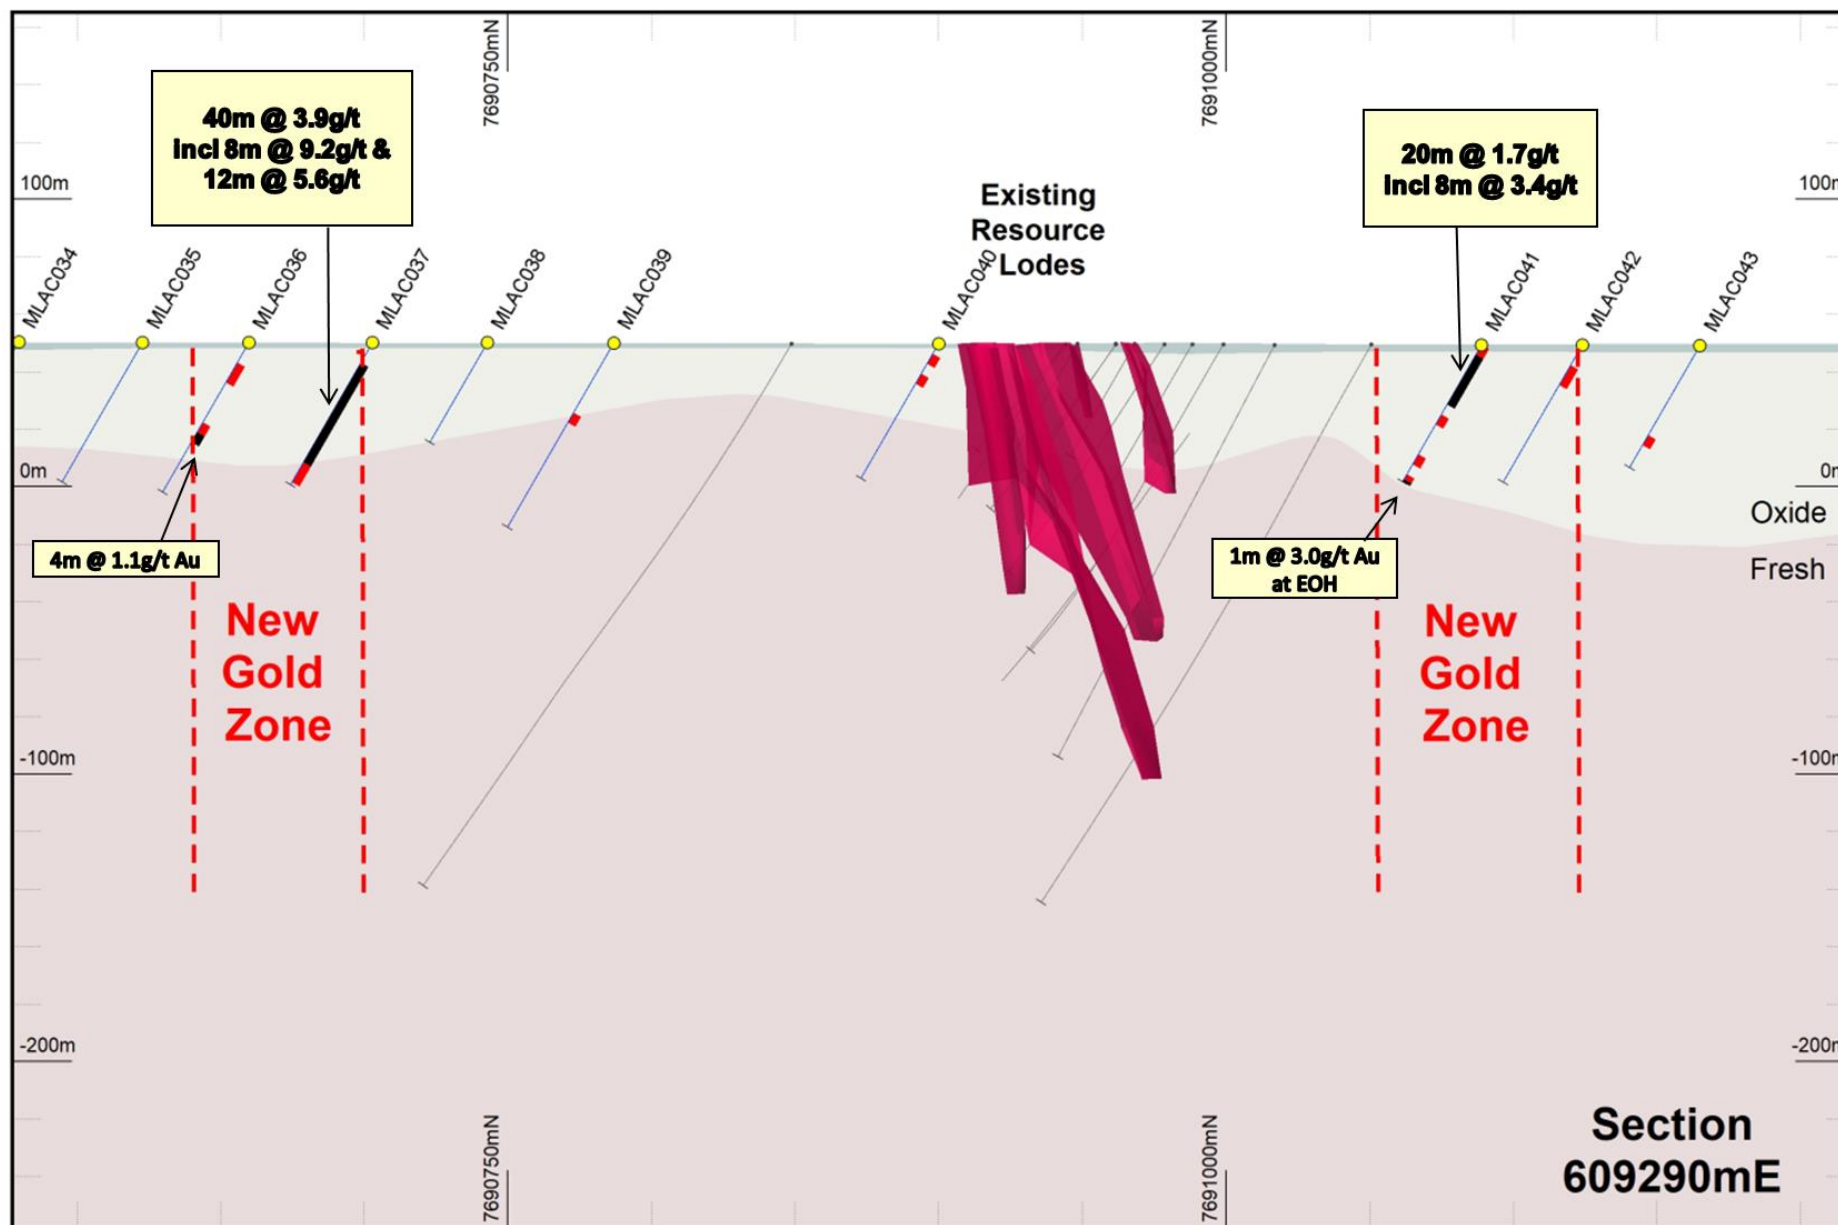 7690750mN
7691000mN
40m @ 3.9g/t
incl 8m @ 9.2g/t &
12m @ 5.6g/t
20m @ 1.7g/t
incl 8m @ 3.4g/t
100m
100m
Existing
Resource
Lodes
MLAC034
MLAC035
MLAC036
MLAC037
MLAC038
MLAC039
MLAC040
MLAC041
MLAC042
MLAC043
0m
0m
Oxide
4m @ 1.1g/t Au
1m @ 3.0g/t Au
at EOH
Fresh
New
Gold
Zone
New
Gold
Zone
-100m
-100m
-200m
-200m
7690750mN
7691000mN
Section
609290mE